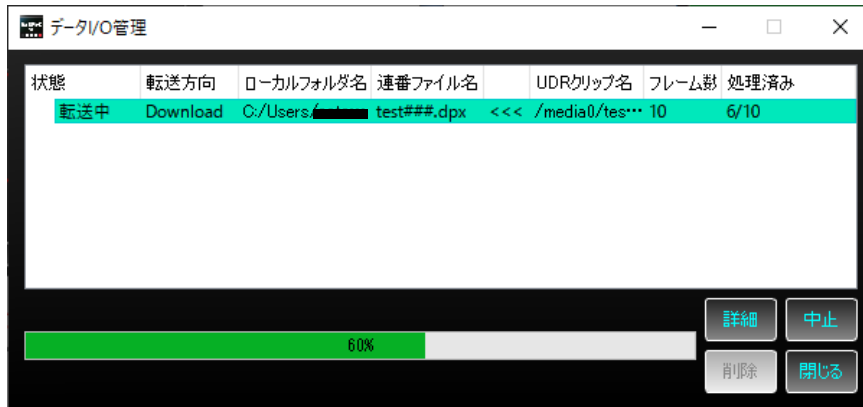 データI/O管理
状態 転送方向 ローカルフォルダ名 連番ファイル名 UDRクリップ名 フレーム数 処理済み
転送中 Download C:/Users/ test###.dpx <<< /media0/tes… 10 6/10
60%
詳細 中止
削除 閉じる